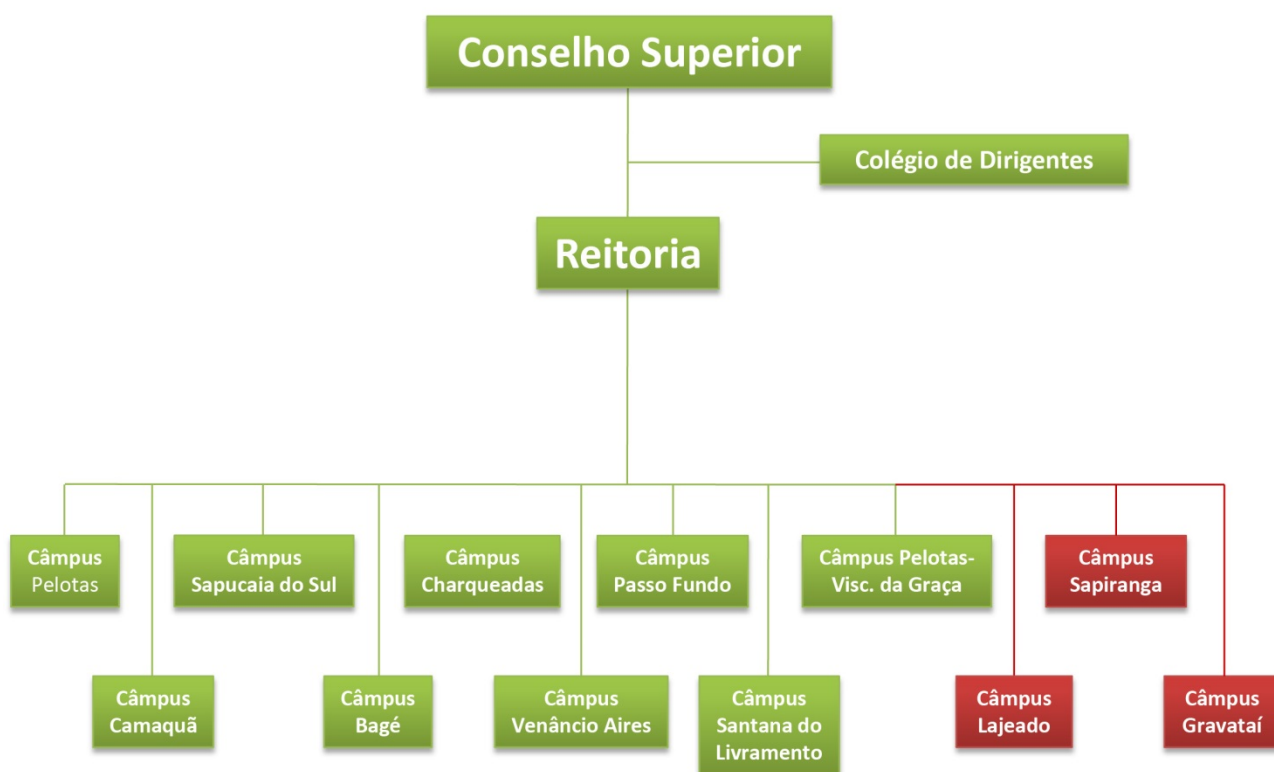 Conselho Superior
Colégio de Dirigentes
Reitoria
Câmpus
Pelotas
Câmpus
Sapucaia do Sul
Câmpus
Charqueadas
Câmpus
Passo Fundo
Câmpus Pelotas-
Visc. da Graça
Câmpus
Sapiranga
Câmpus
Camaquã
Câmpus
Bagé
Câmpus
Venâncio Aires
Câmpus
Santana do
Livramento
Câmpus
Lajeado
Câmpus
Gravataí